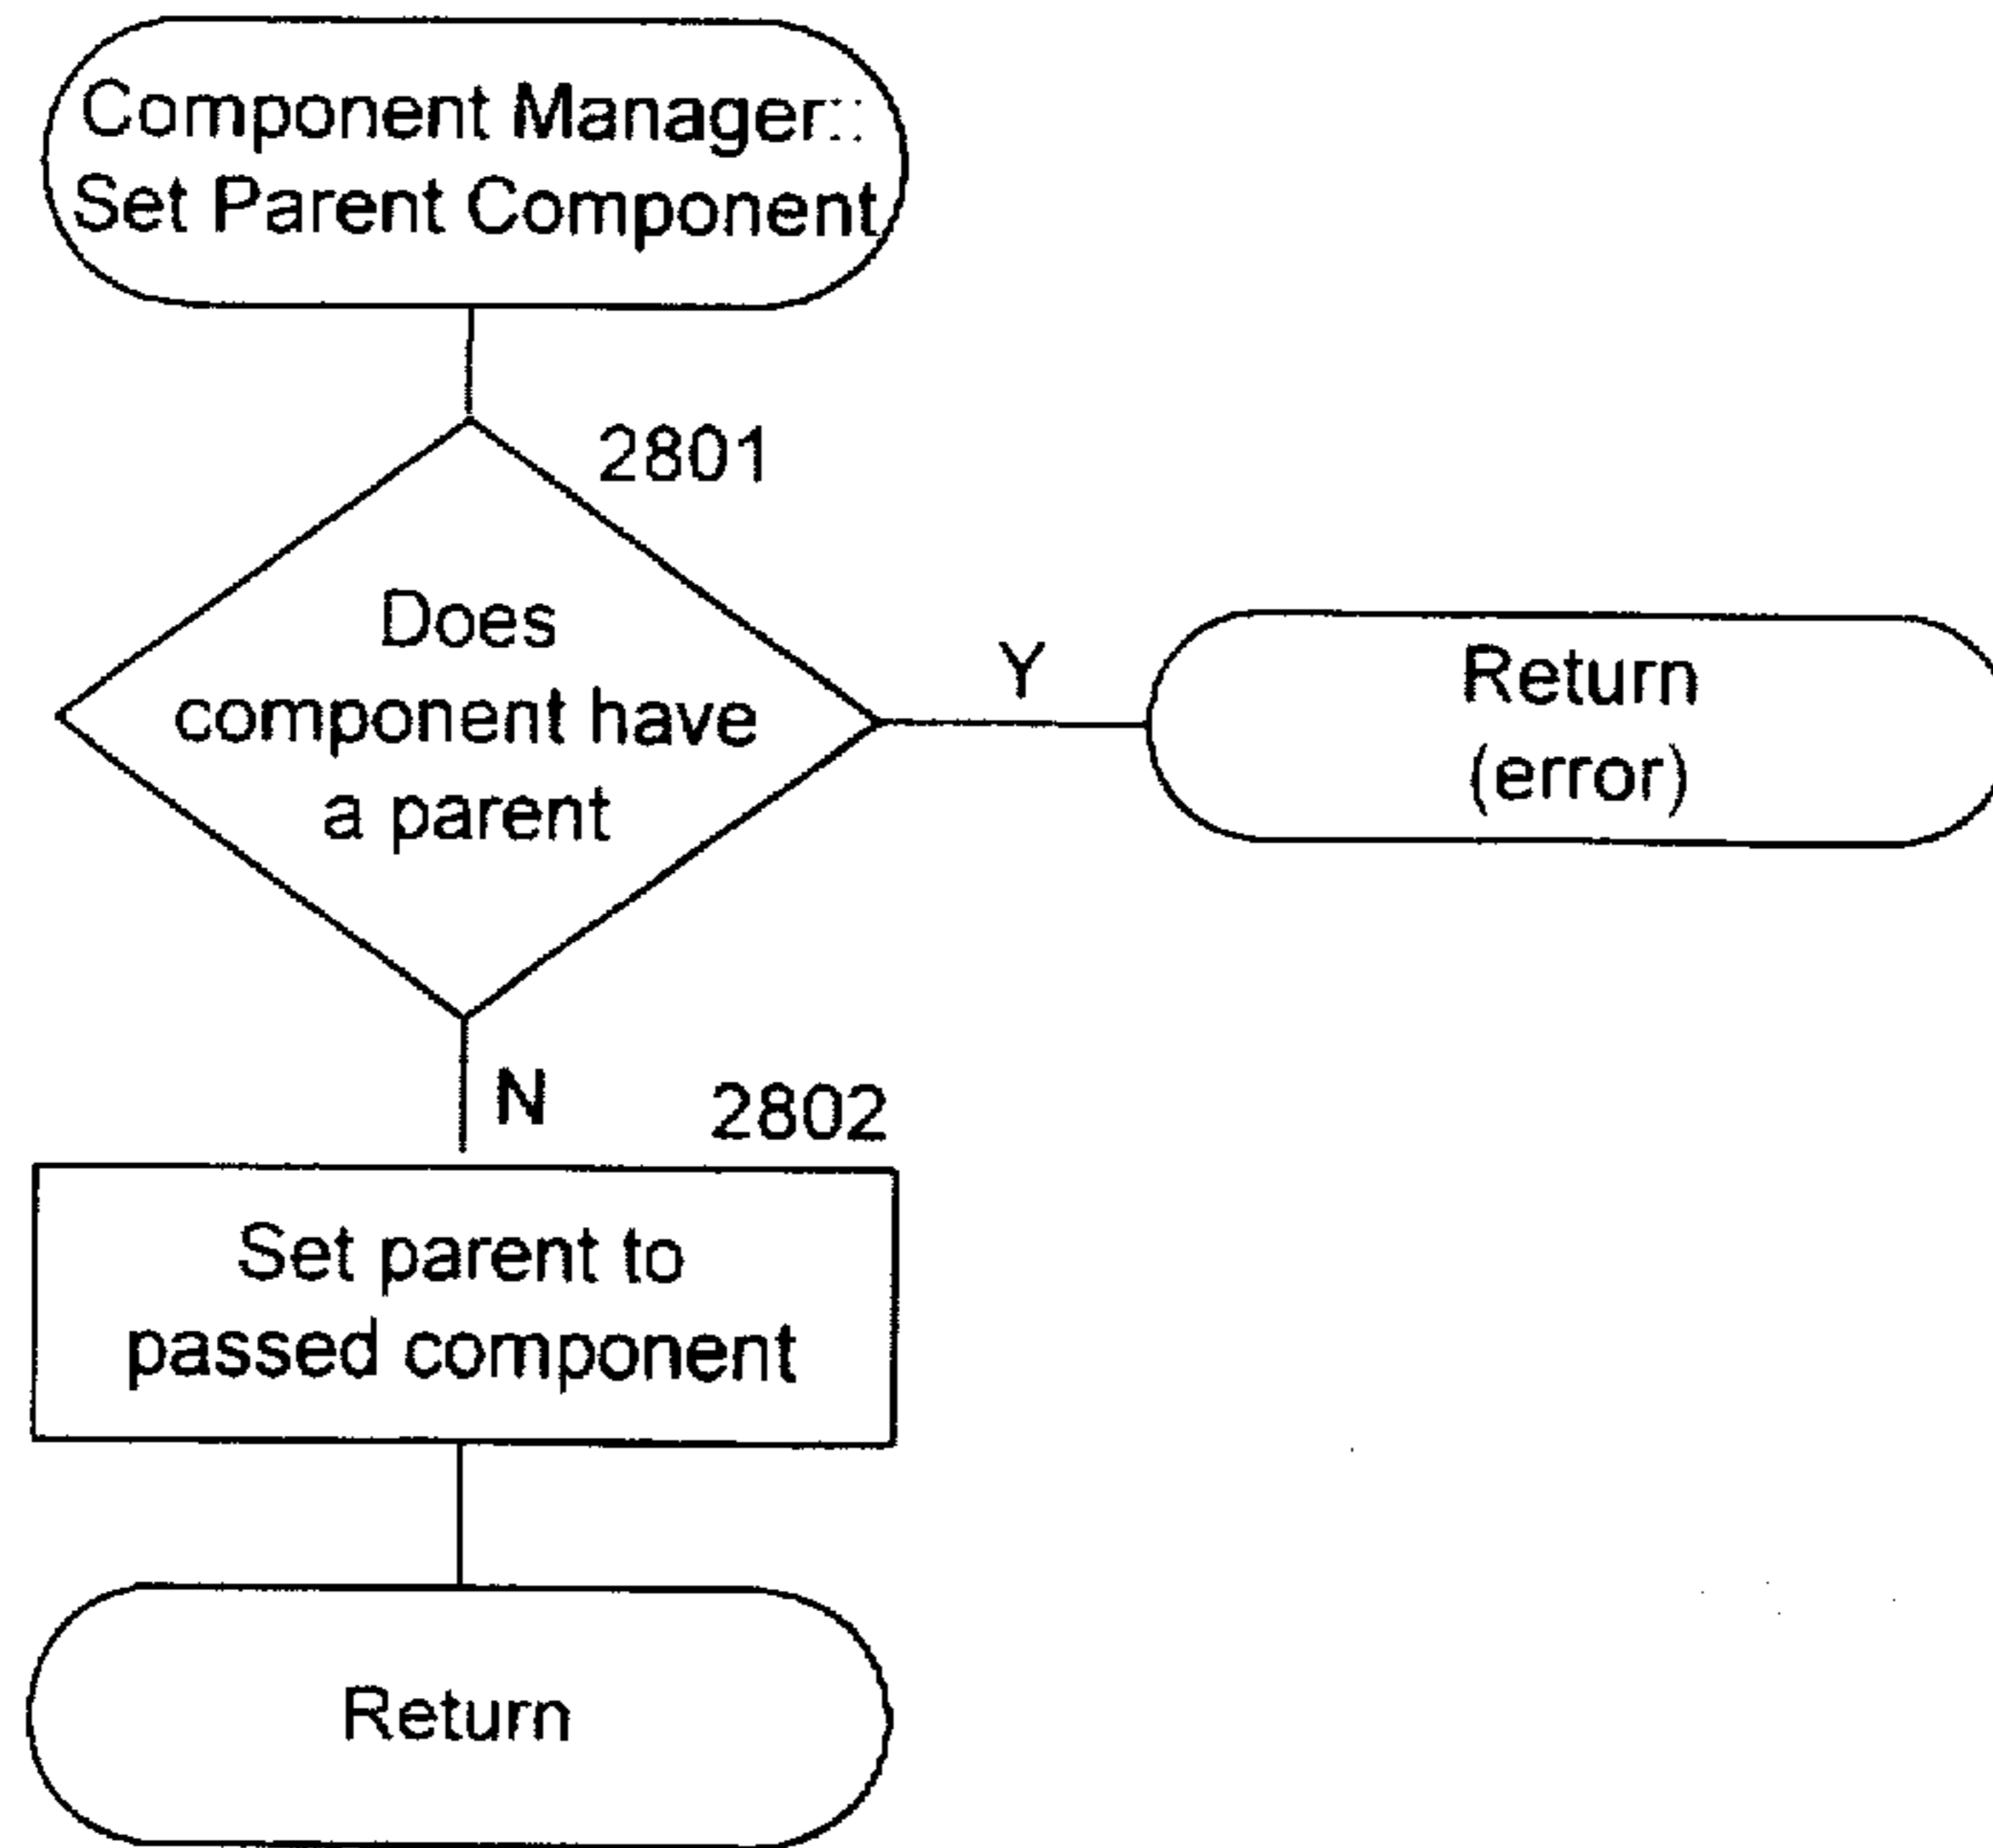 Component Manager::
Set Parent Component
2801
Does
component have
a parent
Y
Return
(error)
N
2802
Set parent to
passed component
Return